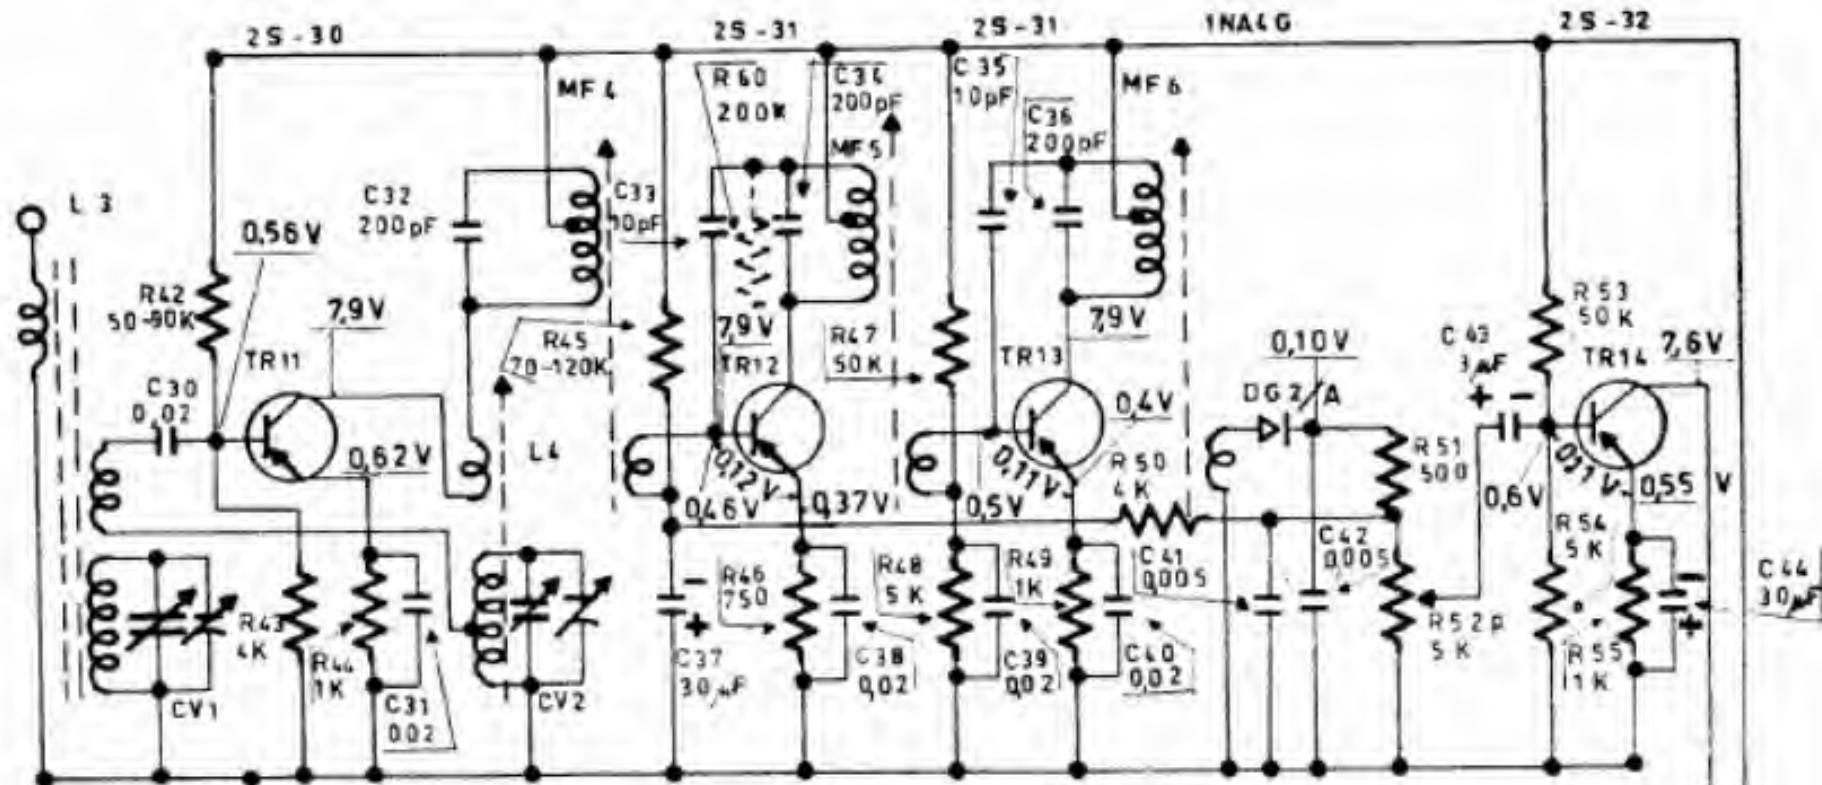 2S-30
2S-31
2S-31
1NA4G
2S-32
MF4
R40
200K
C34
200pF
C35
10pF
C36
200pF
MF6
MF5
L3
C32
200pF
C33
10pF
0,56V
R42
50-90K
7,9V
R45
70-120K
7,9V
R47
50K
7,9V
0,10V
C43
3µF
R53
50K
TR11
TR12
TR13
TR14
7,6V
C30
0,02
0,62V
L4
0,12V
0,46V
0,37V
0,11V
0,5V
0,4V
R50
4K
DG2/A
R51
500
0,6V
0,11V
0,55V
R43
4K
R44
1K
C31
002
CV1
CV2
C37
30µF
R46
750
C38
0,02
R48
5K
C39
0,02
R49
1K
C40
0,02
C41
0,005
C42
0,005
R52P
5K
R54
5K
R55
1K
C44
30µF